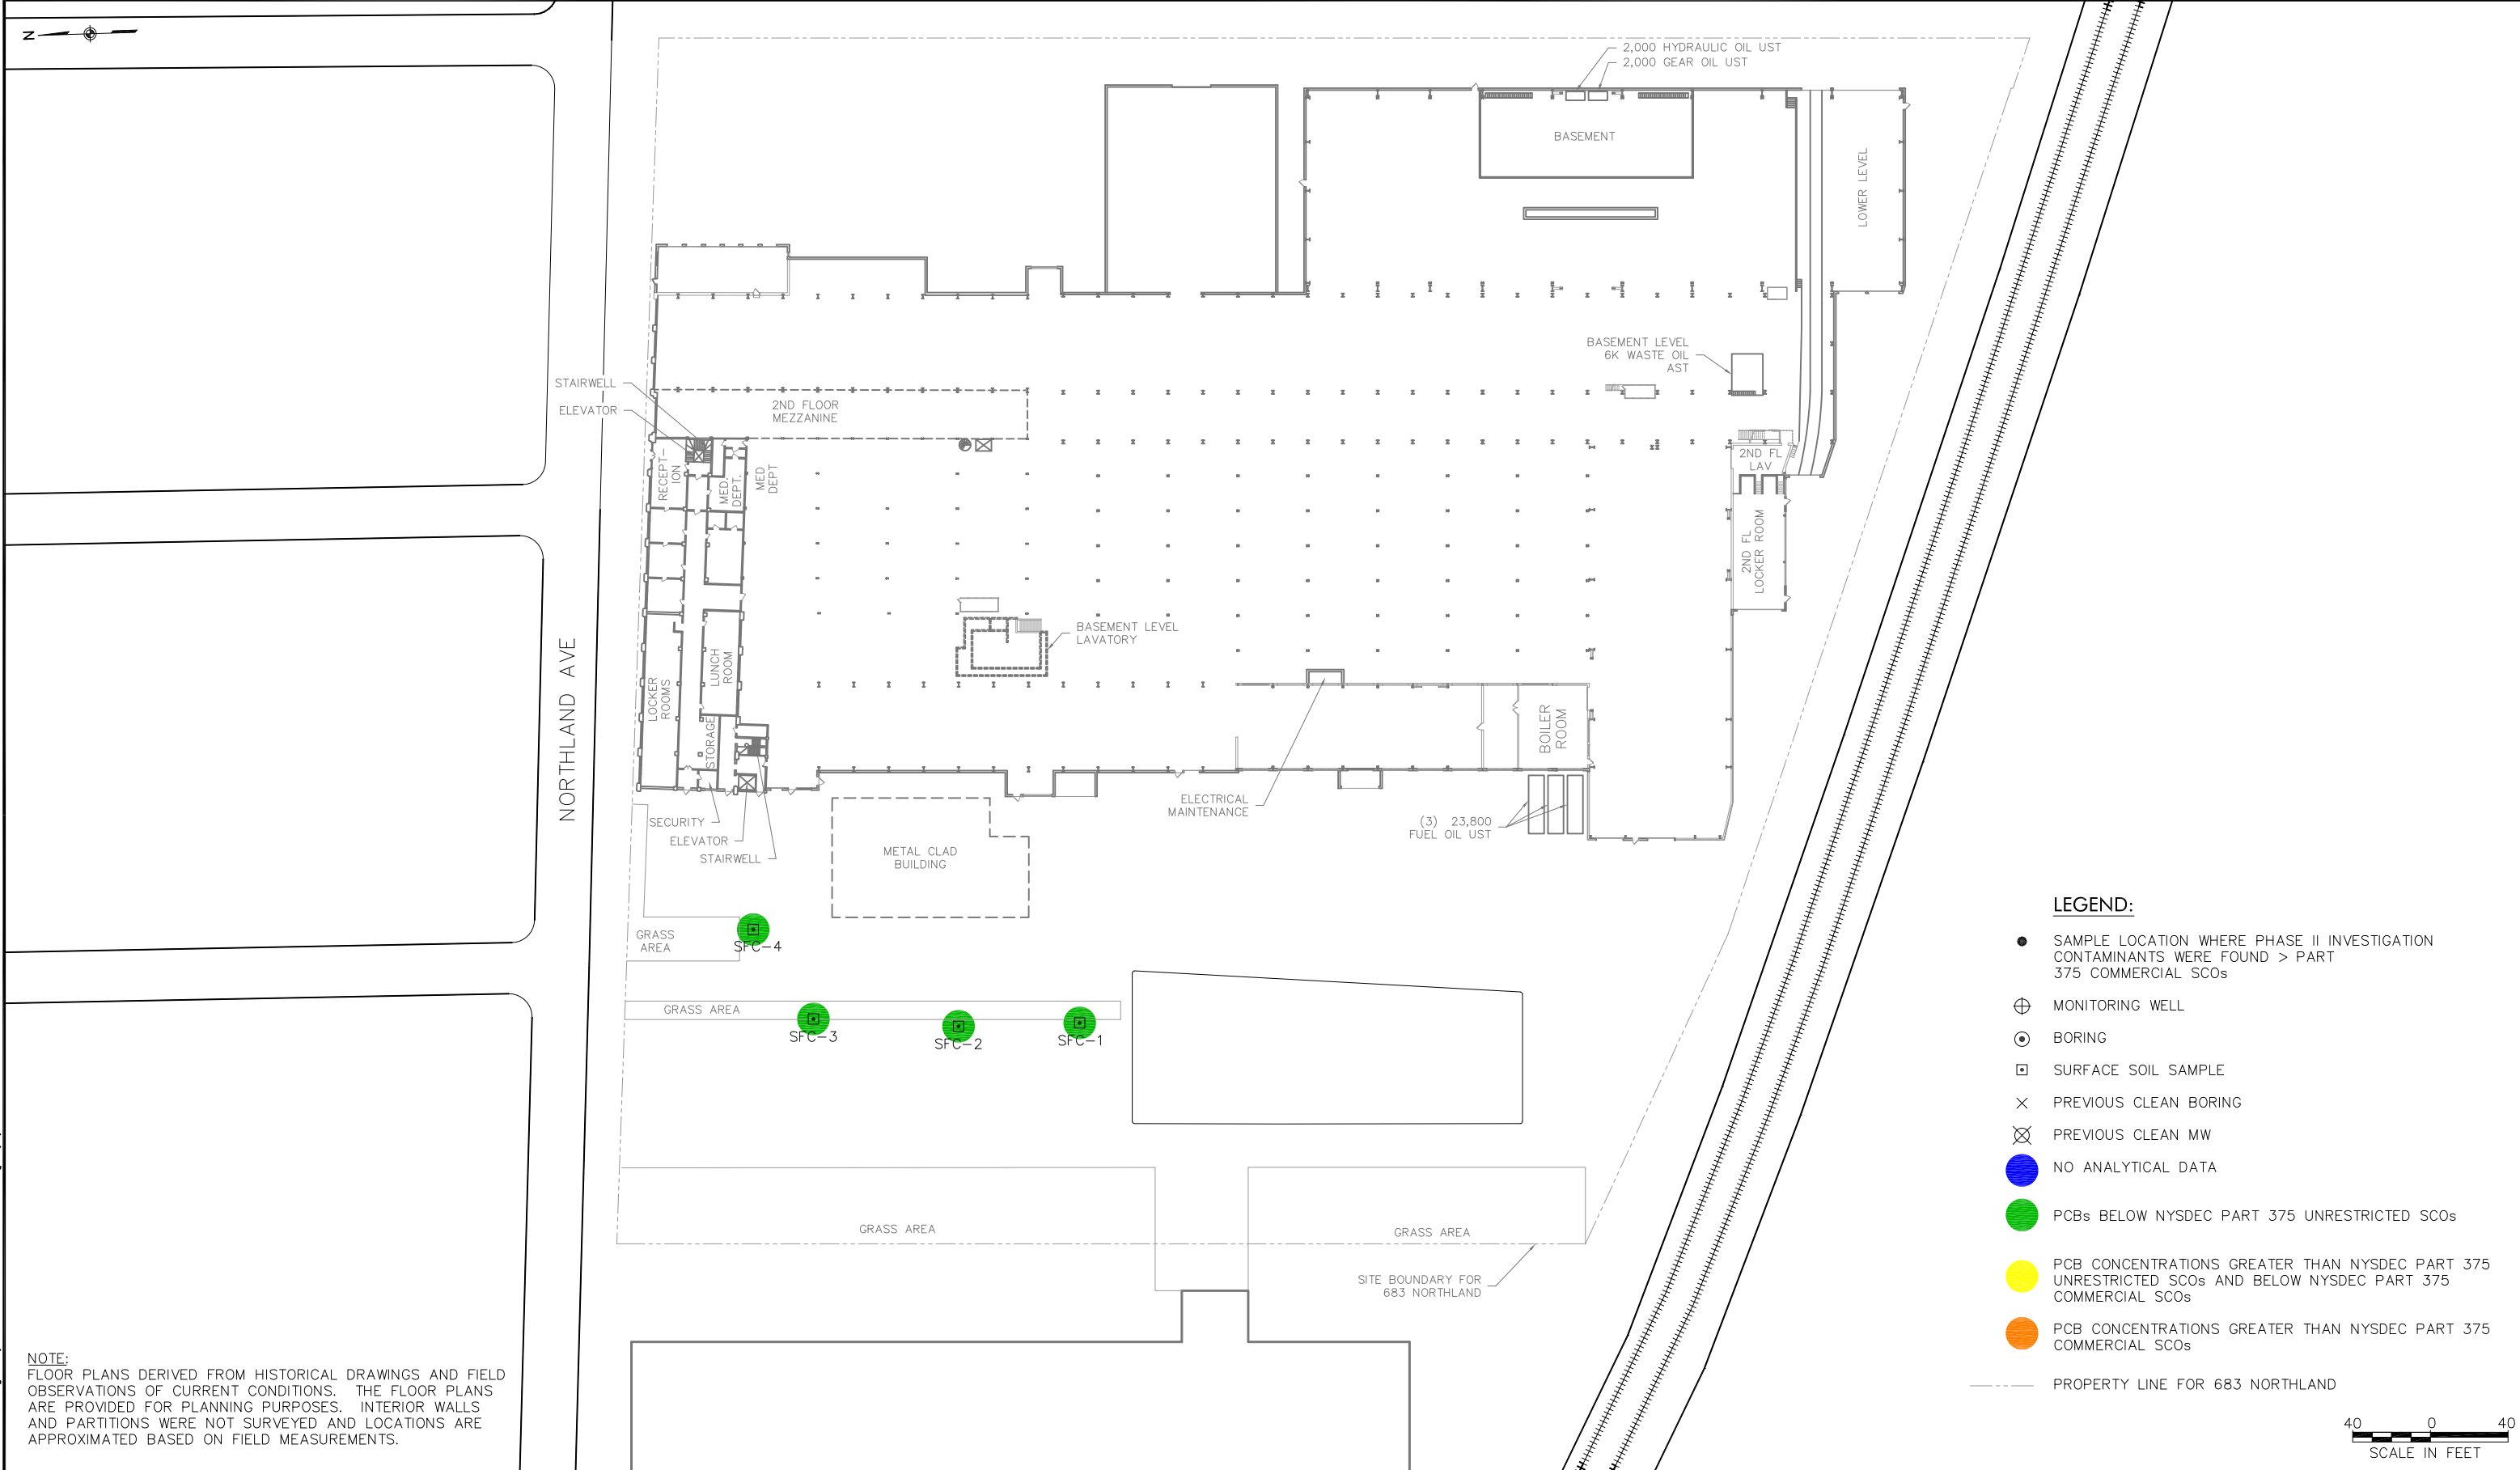 N
2,000 HYDRAULIC OIL UST
2,000 GEAR OIL UST
BASEMENT
LOWER LEVEL
BASEMENT LEVEL
6K WASTE OIL
AST
STAIRWELL
ELEVATOR
2ND FLOOR
MEZZANINE
RECEPT-
ION
MED.
DEPT.
MED
DEPT
2ND FL
LAV
2ND FL
LOCKER ROOM
NORTHLAND AVE
BASEMENT LEVEL
LAVATORY
LOCKER
ROOMS
LUNCH
ROOM
STORAGE
BOILER
ROOM
ELECTRICAL
MAINTENANCE
(3) 23,800
FUEL OIL UST
SECURITY
ELEVATOR
STAIRWELL
METAL CLAD
BUILDING
GRASS
AREA
SFC-4
GRASS AREA
SFC-3
SFC-2
SFC-1
GRASS AREA
GRASS AREA
SITE BOUNDARY FOR
683 NORTHLAND
LEGEND:
SAMPLE LOCATION WHERE PHASE II INVESTIGATION
CONTAMINANTS WERE FOUND > PART
375 COMMERCIAL SCOs
MONITORING WELL
BORING
SURFACE SOIL SAMPLE
PREVIOUS CLEAN BORING
PREVIOUS CLEAN MW
NO ANALYTICAL DATA
PCBs BELOW NYSDEC PART 375 UNRESTRICTED SCOs
PCB CONCENTRATIONS GREATER THAN NYSDEC PART 375
UNRESTRICTED SCOs AND BELOW NYSDEC PART 375
COMMERCIAL SCOs
PCB CONCENTRATIONS GREATER THAN NYSDEC PART 375
COMMERCIAL SCOs
PROPERTY LINE FOR 683 NORTHLAND
40 0 40
SCALE IN FEET
NOTE:
FLOOR PLANS DERIVED FROM HISTORICAL DRAWINGS AND FIELD
OBSERVATIONS OF CURRENT CONDITIONS. THE FLOOR PLANS
ARE PROVIDED FOR PLANNING PURPOSES. INTERIOR WALLS
AND PARTITIONS WERE NOT SURVEYED AND LOCATIONS ARE
APPROXIMATED BASED ON FIELD MEASUREMENTS.